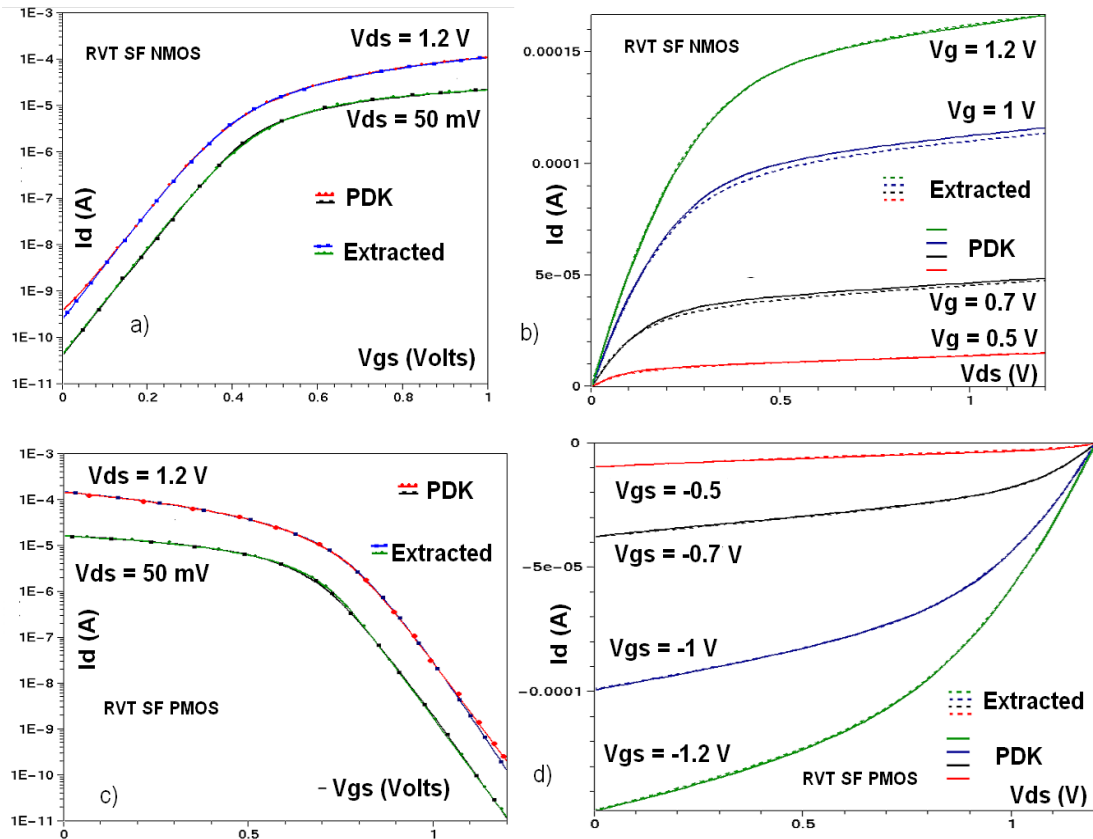 1E−3
1E−4
1E−5
1E−6
1E−7
1E−8
1E−9
1E−10
1E−11
RVT SF NMOS
Vds = 1.2 V
Vds = 50 mV
PDK
Extracted
Id (A)
a)
Vgs (Volts)
0
0.2
0.4
0.6
0.8
1
0.00015
0.0001
5e−05
0
RVT SF NMOS
Vg = 1.2 V
Vg = 1 V
Extracted
PDK
Vg = 0.7 V
Vg = 0.5 V
Id (A)
b)
Vds (V)
0
0.5
1
1E−3
1E−4
1E−5
1E−6
1E−7
1E−8
1E−9
1E−10
1E−11
Vds = 1.2 V
PDK
Extracted
Vds = 50 mV
Id (A)
RVT SF PMOS
c)
− Vgs (Volts)
0
0.5
1
0
−5e−05
−0.0001
Vgs = -0.5
Vgs = -0.7 V
Vgs = -1 V
Vgs = -1.2 V
Id (A)
Extracted
PDK
RVT SF PMOS
d)
Vds (V)
0
0.5
1